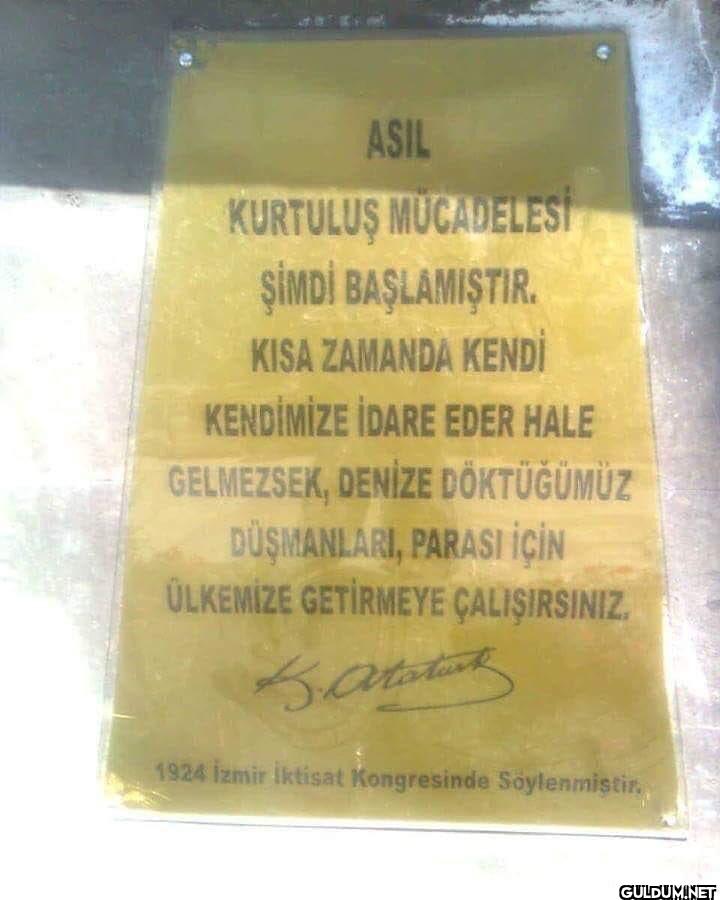 ASIL
KURTULUŞ MÜCADELESİ
ŞİMDİ BAŞLAMIŞTIR.
KISA ZAMANDA KENDİ
KENDİMİZE İDARE EDER HALE
GELMEZSEK, DENİZE DÖKTÜĞÜMÜZ
DÜŞMANLARI, PARASI İÇİN
ÜLKEMİZE GETİRMEYE ÇALIŞIRSINIZ.
K. Atatürk
1924 İzmir İktisat Kongresinde Söylenmiştir.
GULDUM.NET